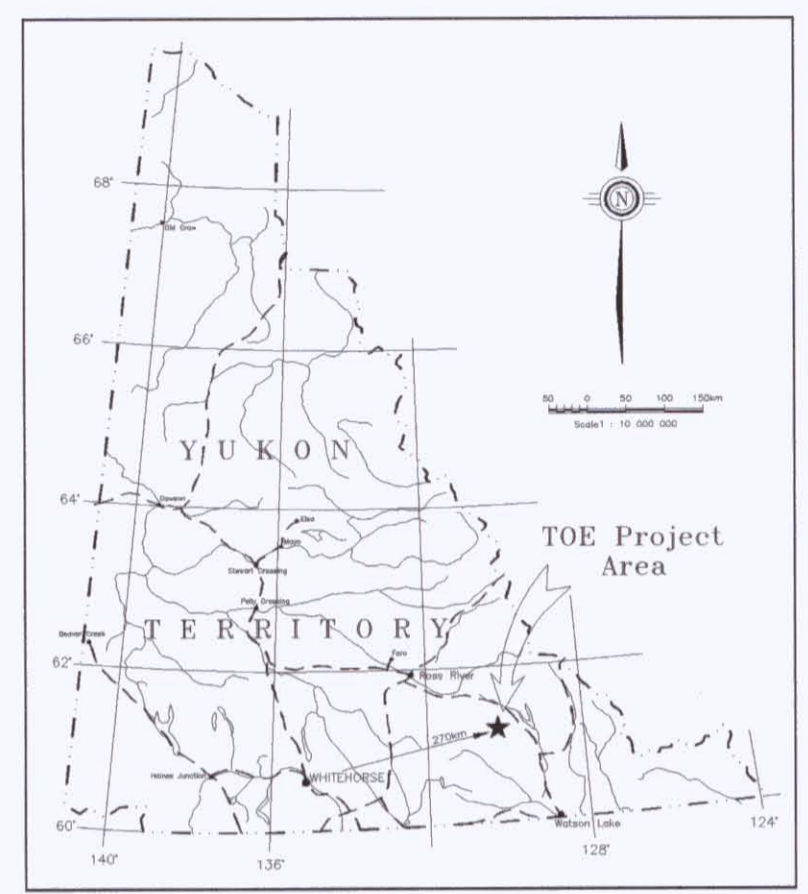 68°
Old Crow
N
66°
50 0 50 100 150km
Scale 1 : 10 000 000
YUKON
64°
Dawson
Elsa
Mayo
Stewart Crossing
TOE Project
Area
Pelly Crossing
TERRITORY
Beaver Creek
62°
Faro
Ross River
270km
Haines Junction
WHITEHORSE
60°
Watson Lake
140°
136°
128°
124°